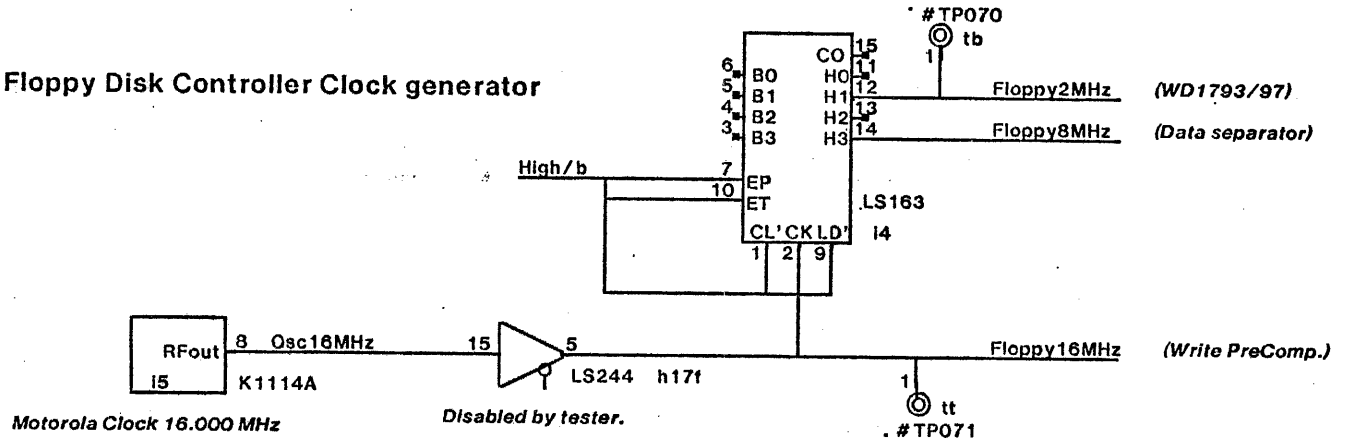 # TP070
tb
1
Floppy Disk Controller Clock generator
CO 15
6 B0 H0 11
5 B1 H1 12 Floppy2MHz (WD1793/97)
4 B2 H2 13
3 B3 H3 14 Floppy8MHz (Data separator)
High/b 7 EP
10 ET
LS163
CL' CK LD' i4
1 2 9
RFout 8 Osc16MHz 15 5 Floppy16MHz (Write PreComp.)
i5 K1114A LS244 h17f 1
Motorola Clock 16.000 MHz Disabled by tester. tt
# TP071